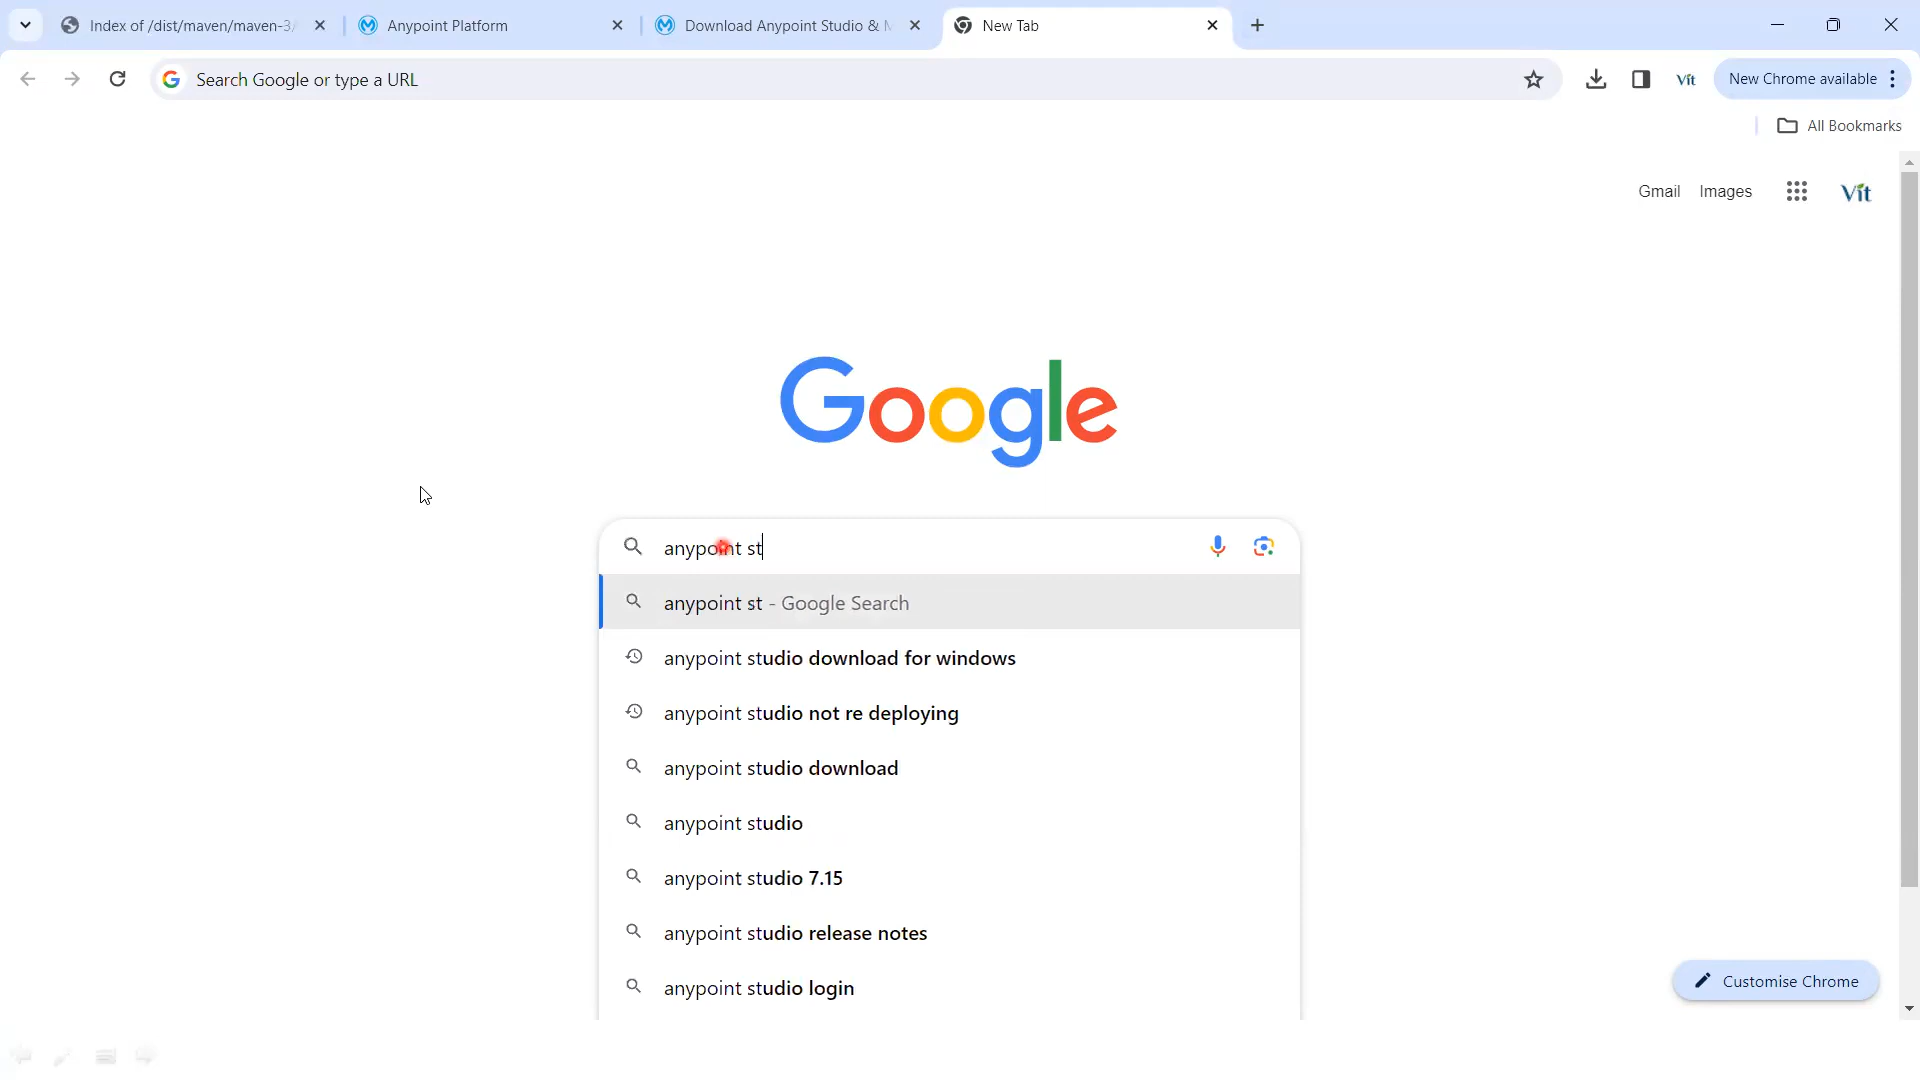 Index of /dist/maven/maven-3/
Anypoint Platform
Download Anypoint Studio & M
New Tab
Search Google or type a URL
Vit
New Chrome available
All Bookmarks
Gmail
Images
Vit
Google
anypoint st
anypoint st - Google Search
anypoint studio download for windows
anypoint studio not re deploying
anypoint studio download
anypoint studio
anypoint studio 7.15
anypoint studio release notes
anypoint studio login
Customise Chrome